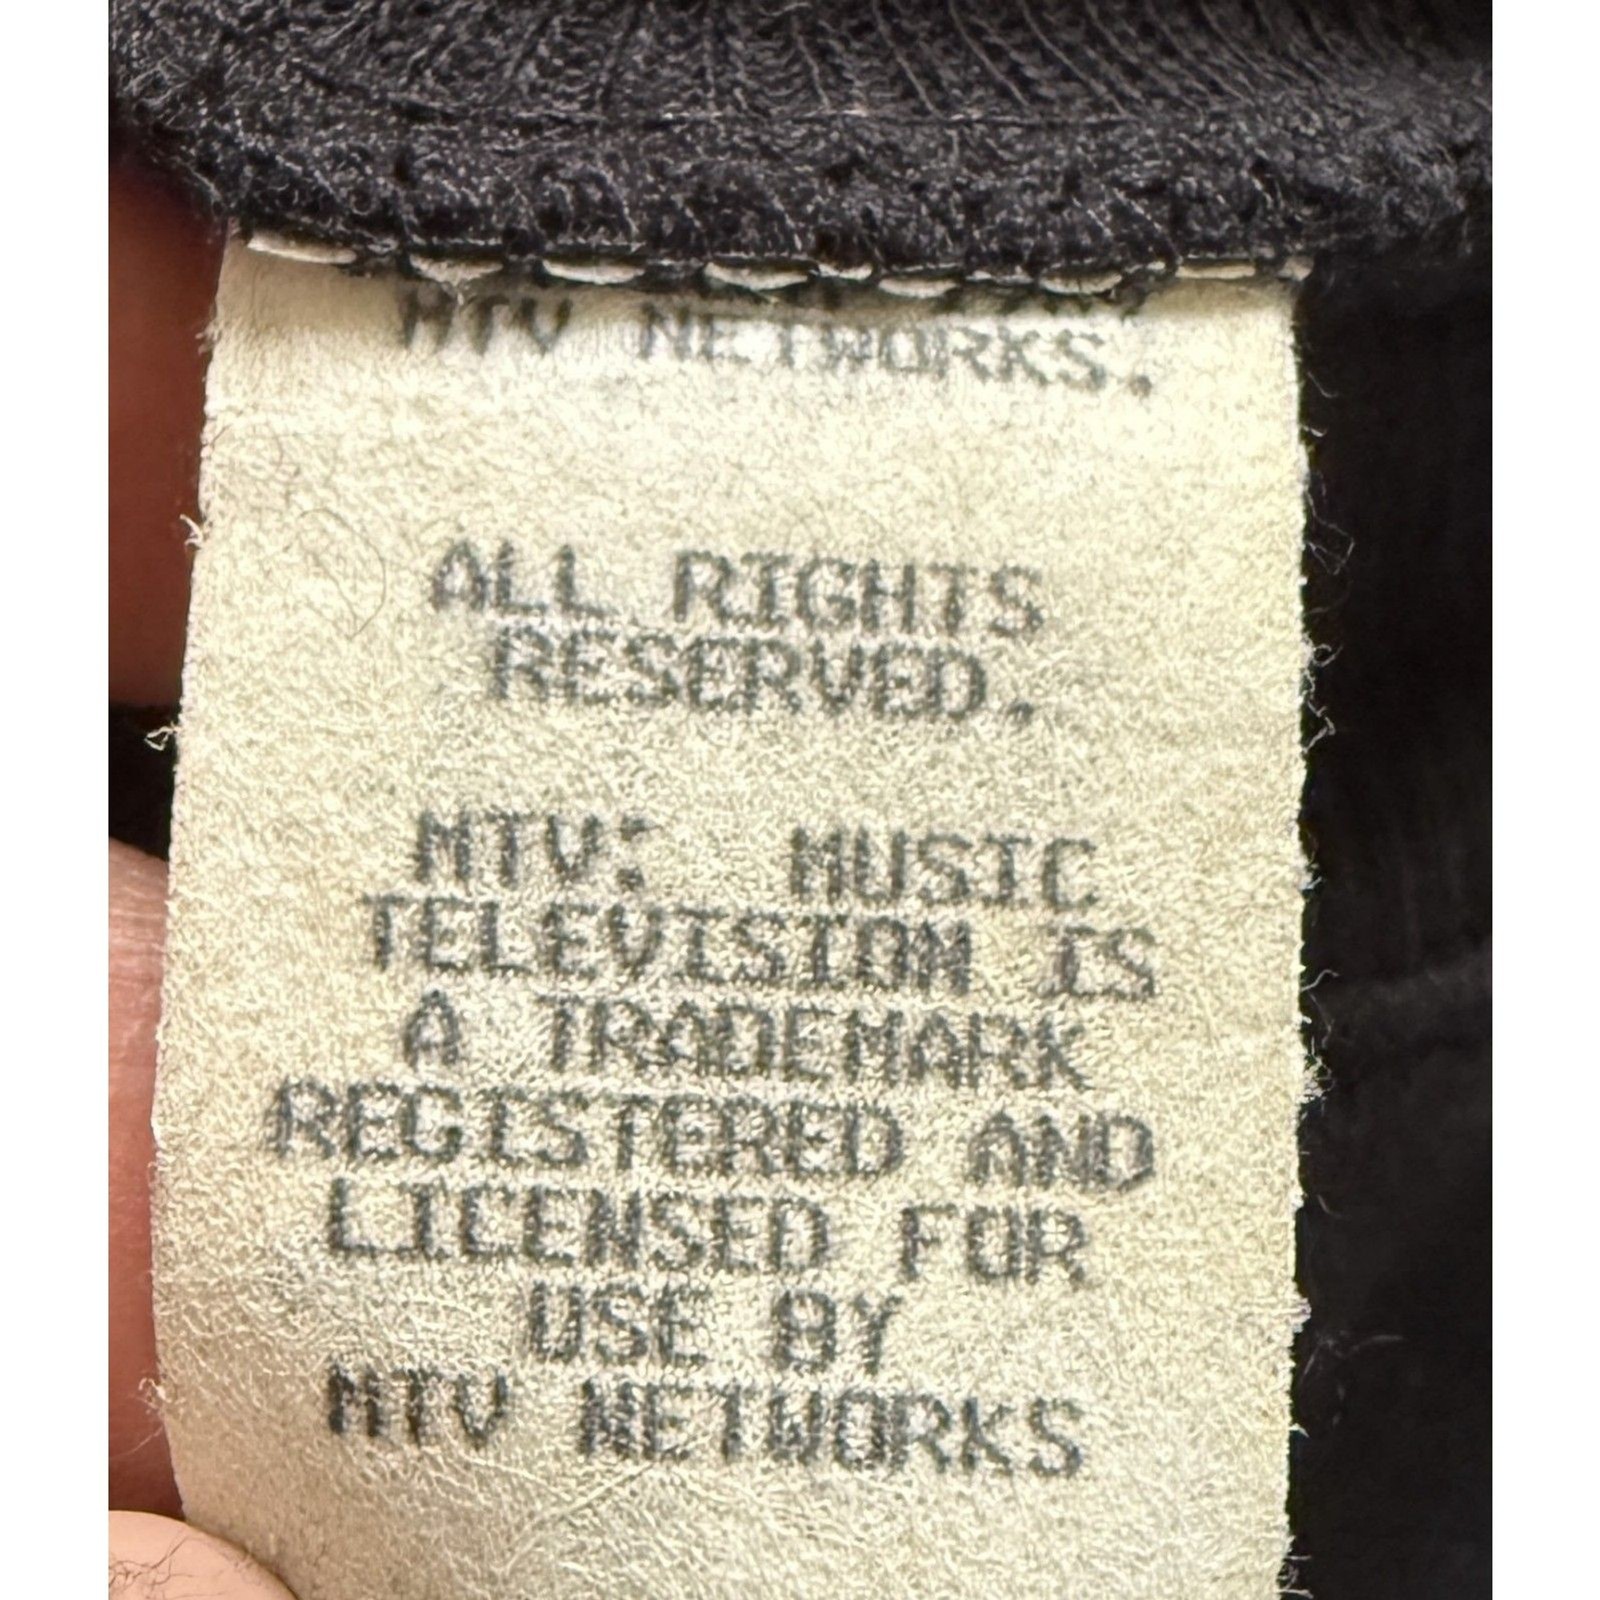 MTV NETWORKS.
ALL RIGHTS
RESERVED.
MTV: MUSIC
TELEVISION IS
A TRADEMARK
REGISTERED AND
LICENSED FOR
USE BY
MTV NETWORKS